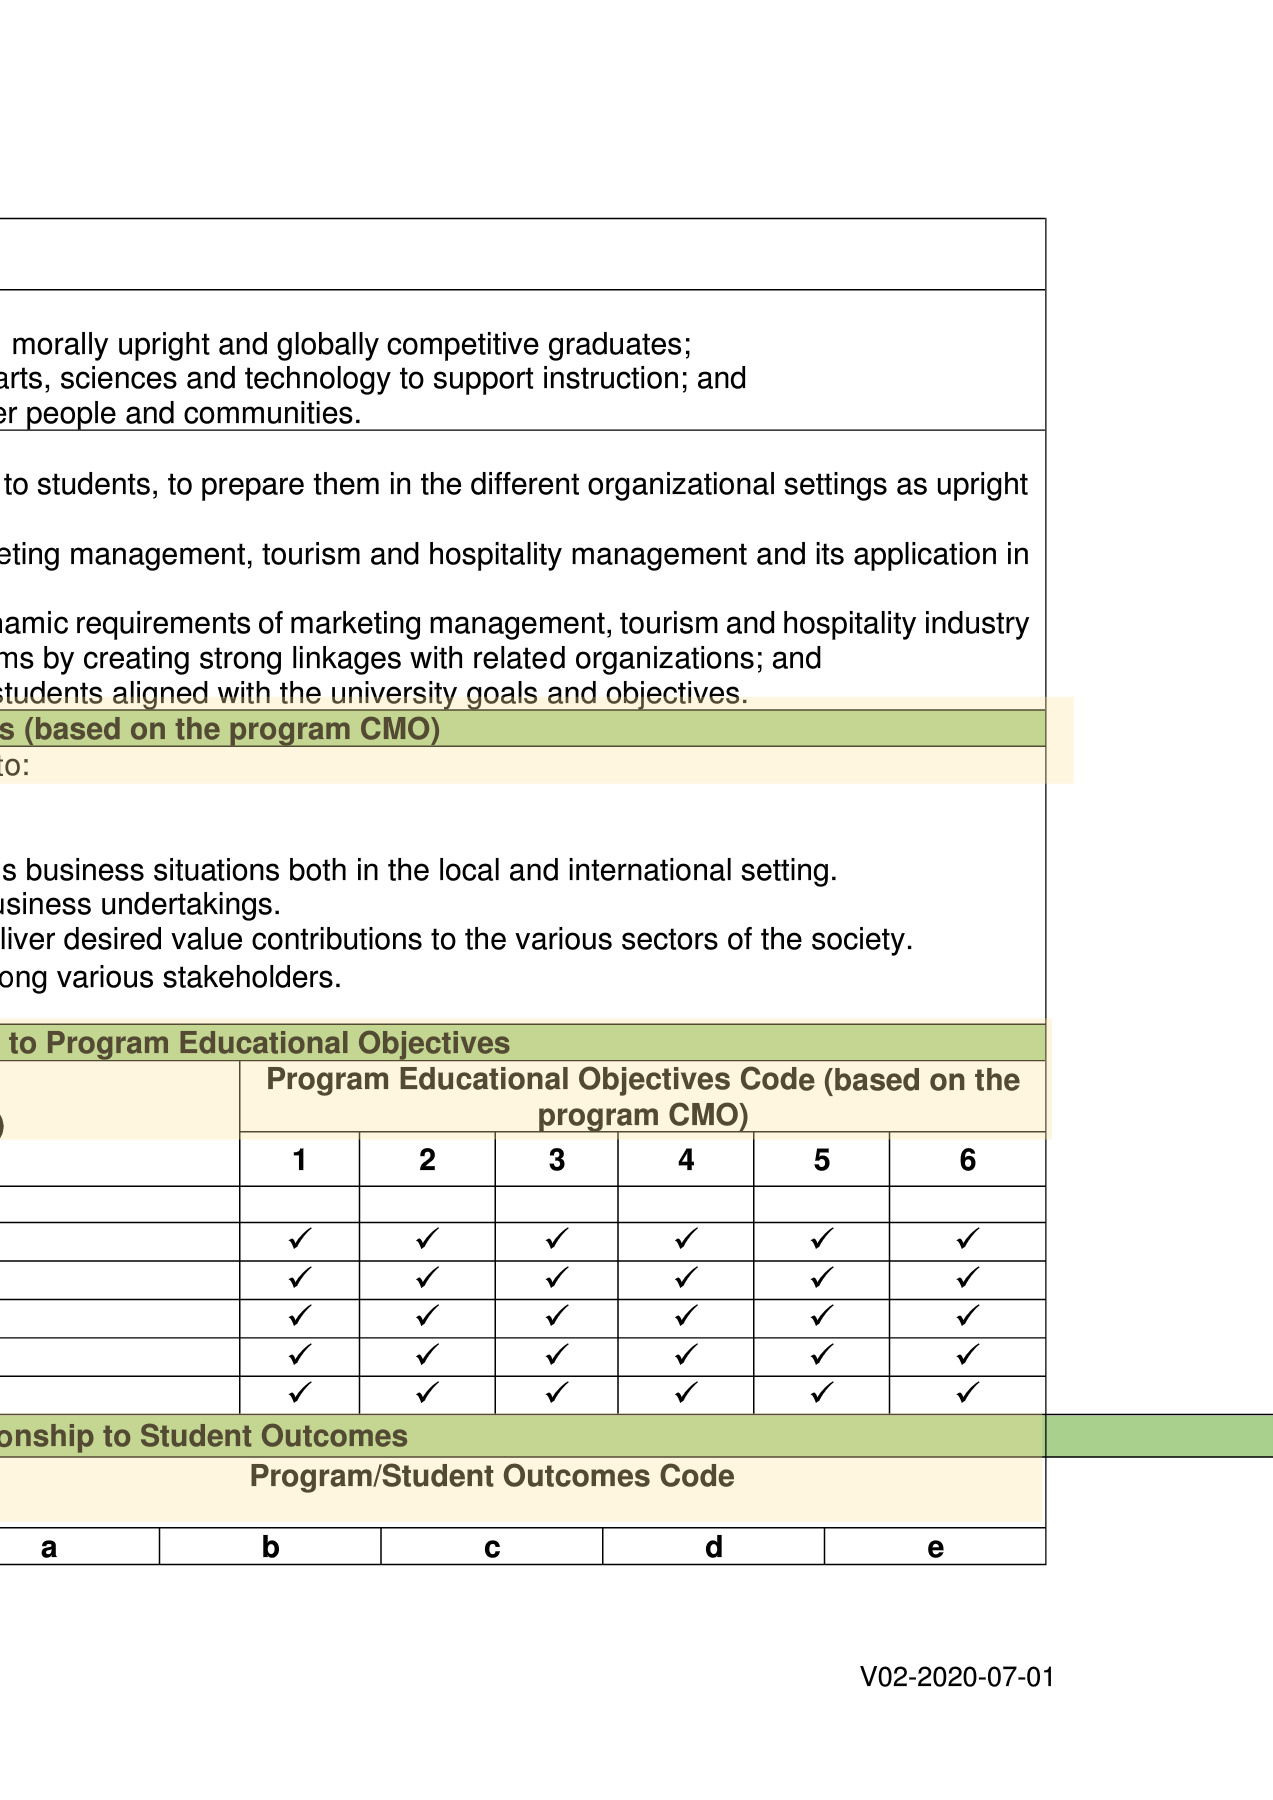 morally upright and globally competitive graduates;
arts, sciences and technology to support instruction; and
er people and communities.
to students, to prepare them in the different organizational settings as upright
eting management, tourism and hospitality management and its application in
namic requirements of marketing management, tourism and hospitality industry
ms by creating strong linkages with related organizations; and
students aligned with the university goals and objectives.
s (based on the program CMO)
to:
s business situations both in the local and international setting.
usiness undertakings.
liver desired value contributions to the various sectors of the society.
ong various stakeholders.
to Program Educational Objectives
Program Educational Objectives Code (based on the
program CMO)
)
1 2 3 4 5 6
✓ ✓ ✓ ✓ ✓ ✓
✓ ✓ ✓ ✓ ✓ ✓
✓ ✓ ✓ ✓ ✓ ✓
✓ ✓ ✓ ✓ ✓ ✓
✓ ✓ ✓ ✓ ✓ ✓
onship to Student Outcomes
Program/Student Outcomes Code
a b c d e
V02-2020-07-01